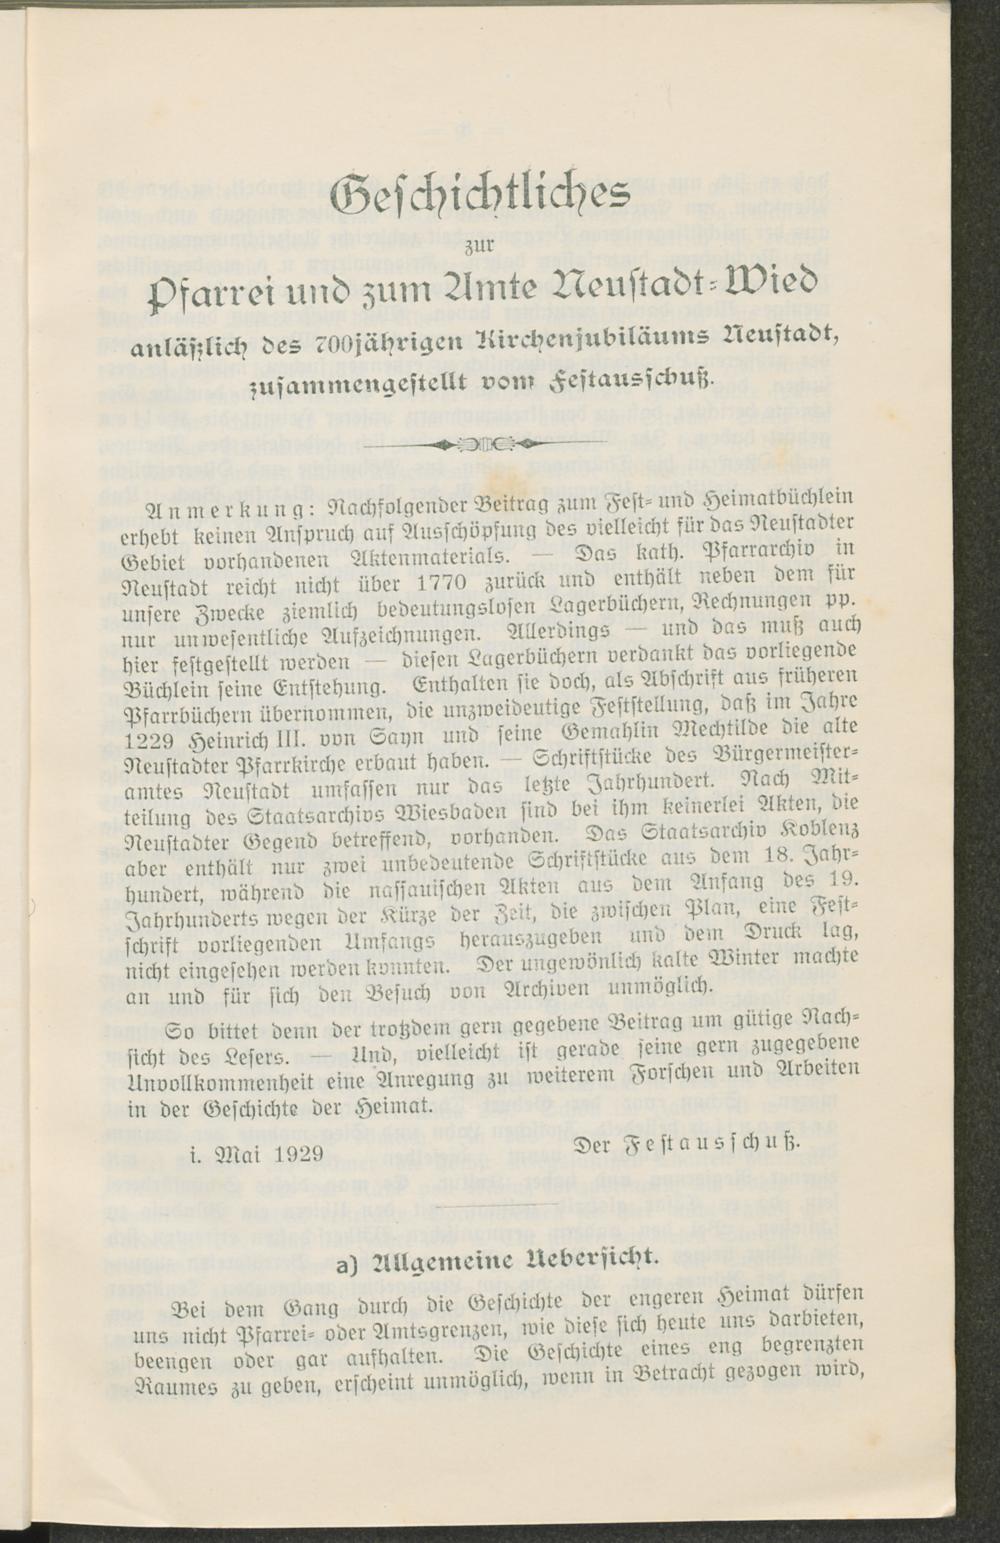 Geschichtliches
zur
Pfarrei und zum Amte Neustadt-Wied
anläßlich des 700jährigen Kirchenjubiläums Neustadt,
zusammengestellt vom Festausschuß.
Anmerkung: Nachfolgender Beitrag zum Fest- und Heimatbüchlein
erhebt keinen Anspruch auf Ausschöpfung des vielleicht für das Neustadter
Gebiet vorhandenen Aktenmaterials. — Das kath. Pfarrarchiv in
Neustadt reicht nicht über 1770 zurück und enthält neben dem für
unsere Zwecke ziemlich bedeutungslosen Lagerbüchern, Rechnungen pp.
nur unwesentliche Aufzeichnungen. Allerdings — und das muß auch
hier festgestellt werden — diesen Lagerbüchern verdankt das vorliegende
Büchlein seine Entstehung. Enthalten sie doch, als Abschrift aus früheren
Pfarrbüchern übernommen, die unzweideutige Feststellung, daß im Jahre
1229 Heinrich III. von Sayn und seine Gemahlin Mechtilde die alte
Neustadter Pfarrkirche erbaut haben. — Schriftstücke des Bürgermeister-
amtes Neustadt umfassen nur das letzte Jahrhundert. Nach Mit-
teilung des Staatsarchivs Wiesbaden sind bei ihm keinerlei Akten, die
Neustadter Gegend betreffend, vorhanden. Das Staatsarchiv Koblenz
aber enthält nur zwei unbedeutende Schriftstücke aus dem 18. Jahr-
hundert, während die nassauischen Akten aus dem Anfang des 19.
Jahrhunderts wegen der Kürze der Zeit, die zwischen Plan, eine Fest-
schrift vorliegenden Umfangs herauszugeben und dem Druck lag,
nicht eingesehen werden konnten. Der ungewönlich kalte Winter machte
an und für sich den Besuch von Archiven unmöglich.
So bittet denn der trotzdem gern gegebene Beitrag um gütige Nach-
sicht des Lesers. — Und, vielleicht ist gerade seine gern zugegebene
Unvollkommenheit eine Anregung zu weiterem Forschen und Arbeiten
in der Geschichte der Heimat.
i. Mai 1929 Der Festausschuß.
a) Allgemeine Uebersicht.
Bei dem Gang durch die Geschichte der engeren Heimat dürfen
uns nicht Pfarrei- oder Amtsgrenzen, wie diese sich heute uns darbieten,
beengen oder gar aufhalten. Die Geschichte eines eng begrenzten
Raumes zu geben, erscheint unmöglich, wenn in Betracht gezogen wird,